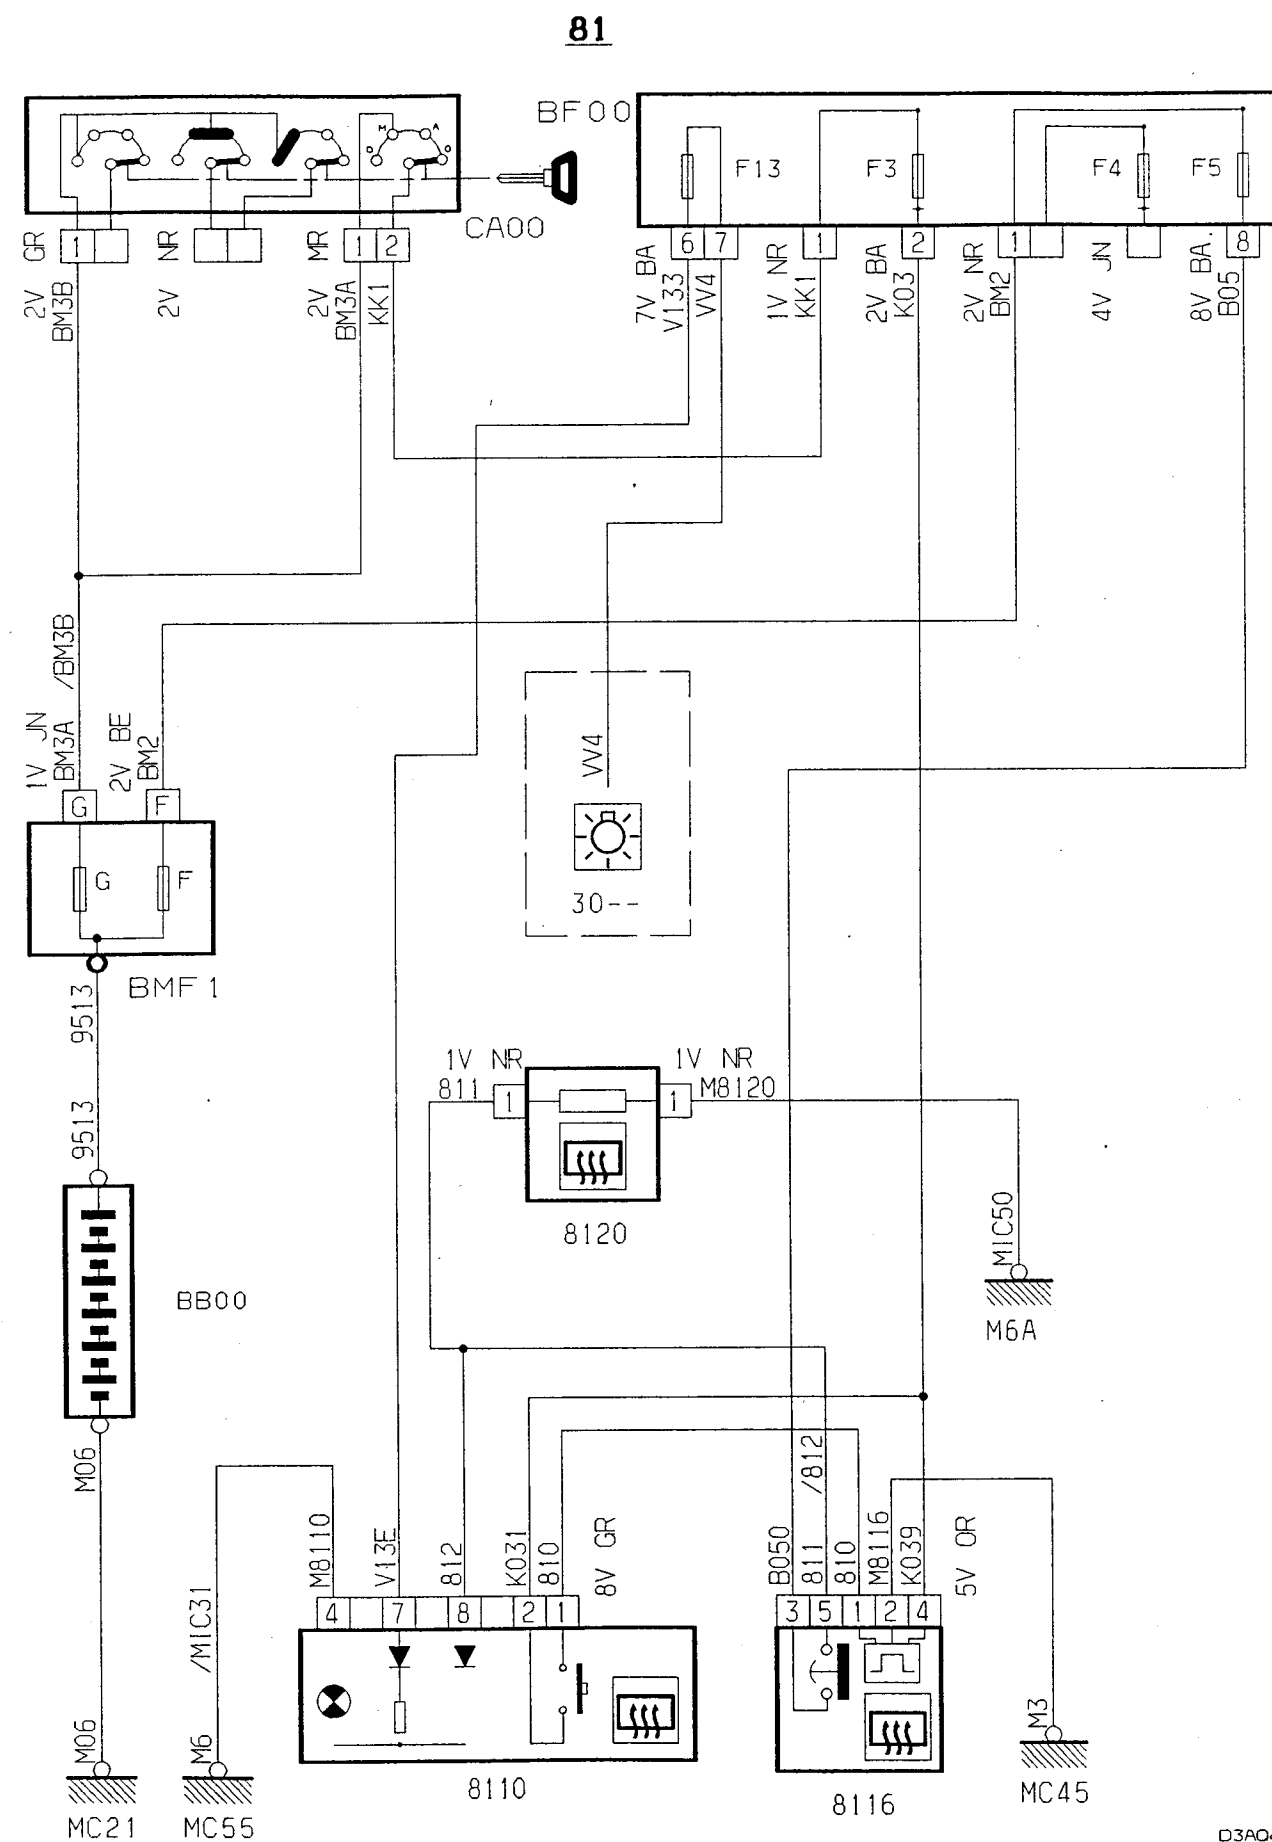 81
BF00
M
A
D
D
F13
F3
F4
F5
CA00
GR
1
NR
MR
1
2
2V
BM3B
2V
2V
BM3A
KK1
6
7
1
2
1
8
7V BA
V133
VV4
1V NR
KK1
2V BA
K03
2V NR
BM2
4V JN
8V BA.
B05
/BM3B
1V JN
BM3A
2V BE
BM2
VV4
G
F
G
F
30--
BMF1
9513
9513
1V NR
811
1
1
1V NR
M8120
8120
MIC50
M6A
BB00
M06
M8110
V13E
812
K031
810
8V GR
/812
B050
811
810
M8116
K039
5V OR
4
7
8
2
1
3
5
1
2
4
/MIC31
M06
M6
M3
MC21
MC55
8110
8116
MC45